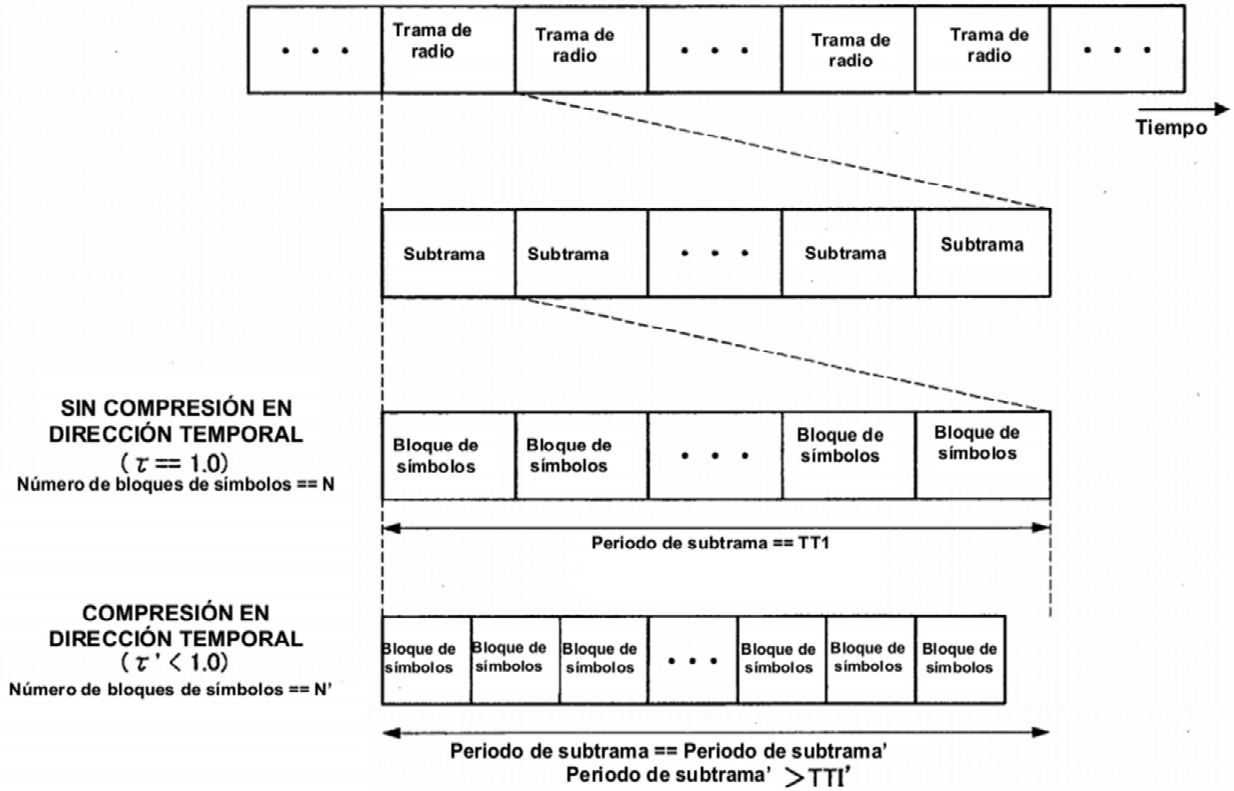 • • •
Trama de
radio
Trama de
radio
• • •
Trama de
radio
Trama de
radio
• • •
Tiempo
Subtrama
Subtrama
• • •
Subtrama
Subtrama
SIN COMPRESIÓN EN
DIRECCIÓN TEMPORAL
( τ == 1.0)
Número de bloques de símbolos == N
Bloque de
símbolos
Bloque de
símbolos
• • •
Bloque de
símbolos
Bloque de
símbolos
Periodo de subtrama == TT1
COMPRESIÓN EN
DIRECCIÓN TEMPORAL
( τ ' < 1.0)
Número de bloques de símbolos == N'
Bloque de
símbolos
Bloque de
símbolos
Bloque de
símbolos
• • •
Bloque de
símbolos
Bloque de
símbolos
Bloque de
símbolos
Periodo de subtrama == Periodo de subtrama'
Periodo de subtrama' >TTI'